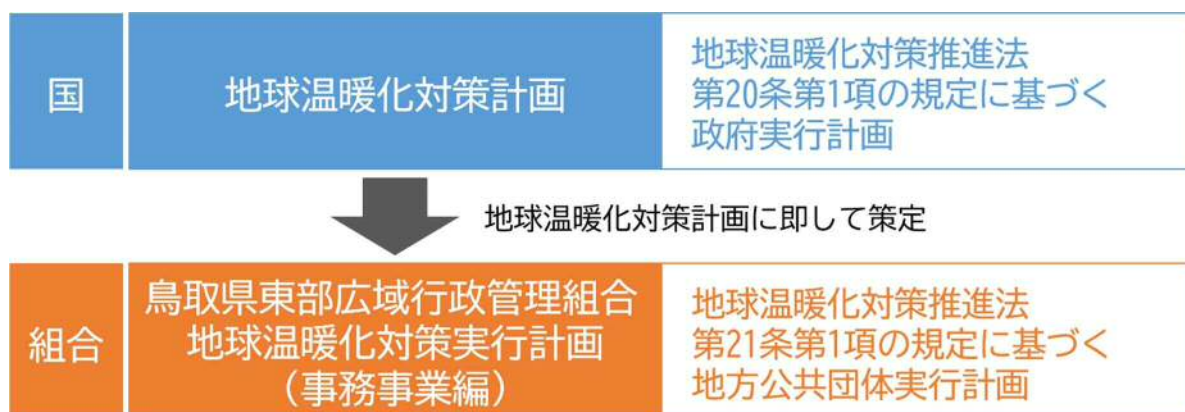 国
地球温暖化対策計画
地球温暖化対策推進法
第20条第1項の規定に基づく
政府実行計画
地球温暖化対策計画に即して策定
組合
鳥取県東部広域行政管理組合
地球温暖化対策実行計画
（事務事業編）
地球温暖化対策推進法
第21条第1項の規定に基づく
地方公共団体実行計画